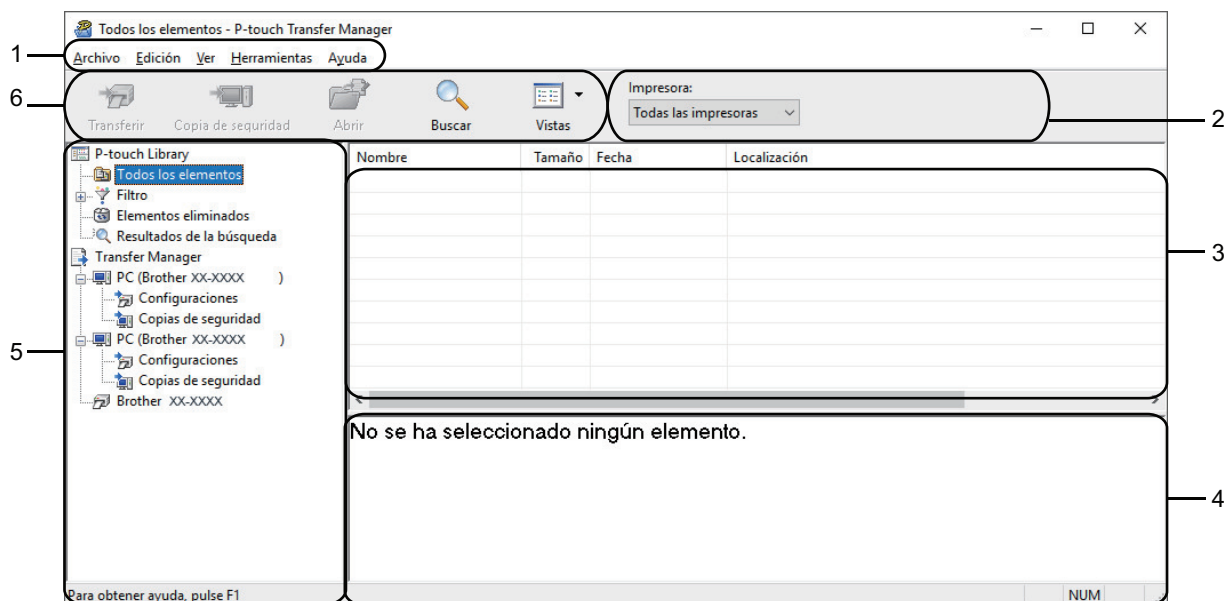 Todos los elementos - P-touch Transfer Manager
1
Archivo Edición Ver Herramientas Ayuda
6
Transferir Copia de seguridad Abrir Buscar Vistas
Impresora:
Todas las impresoras
2
P-touch Library
Todos los elementos
Filtro
Elementos eliminados
Resultados de la búsqueda
Transfer Manager
PC (Brother XX-XXXX )
Configuraciones
Copias de seguridad
PC (Brother XX-XXXX )
Configuraciones
Copias de seguridad
Brother XX-XXXX
5
Nombre Tamaño Fecha Localización
3
No se ha seleccionado ningún elemento.
4
Para obtener ayuda, pulse F1
NUM